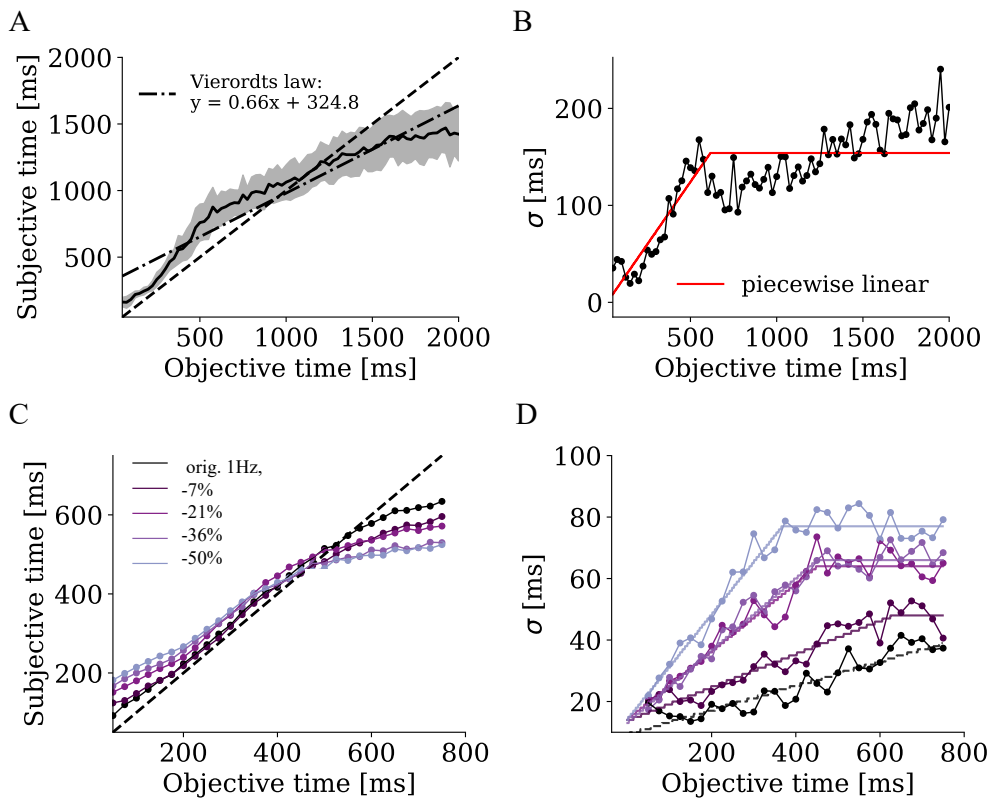 A
B
2000
1500
1000
500
Subjective time [ms]
Vierordts law:
y = 0.66x + 324.8
500
1000
1500
2000
Objective time [ms]
200
100
0
σ [ms]
piecewise linear
500
1000
1500
2000
Objective time [ms]
C
D
600
400
200
Subjective time [ms]
orig. 1Hz,
-7%
-21%
-36%
-50%
200
400
600
800
Objective time [ms]
100
80
60
40
20
σ [ms]
200
400
600
800
Objective time [ms]